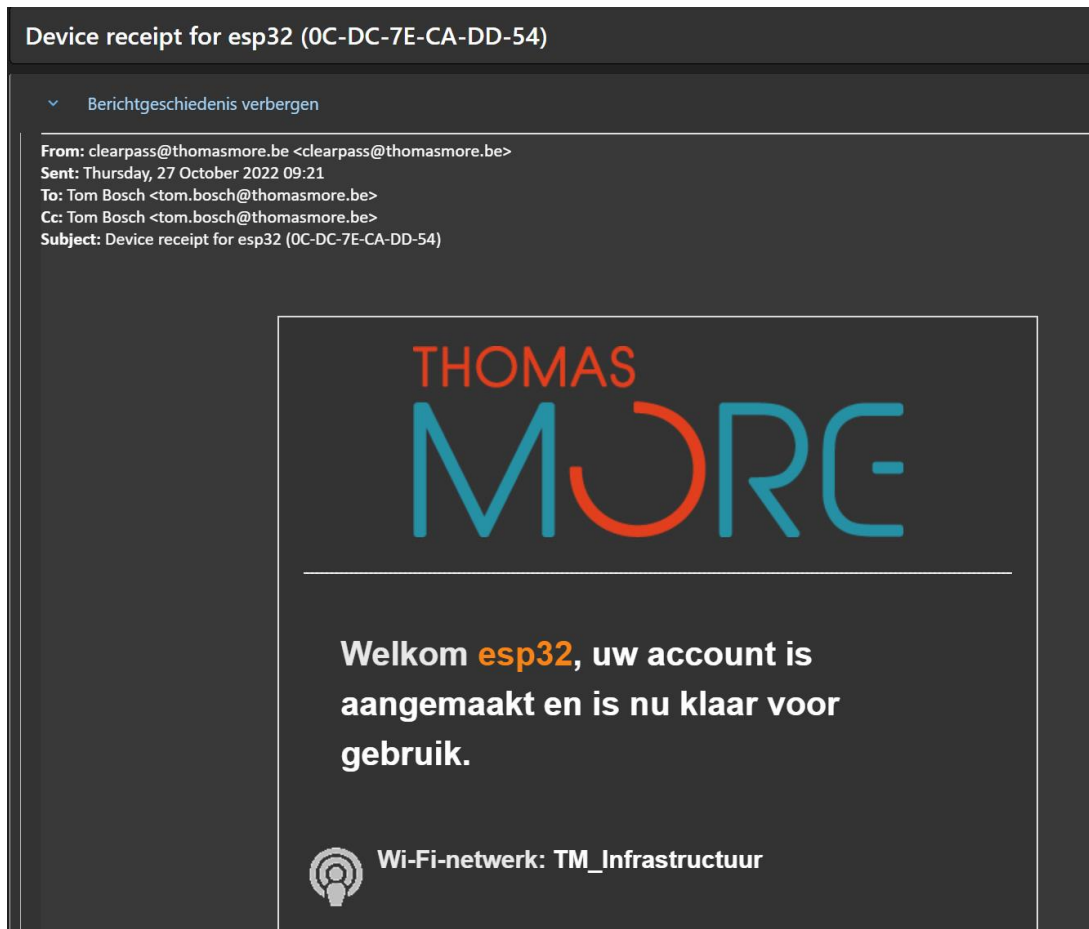 Device receipt for esp32 (0C-DC-7E-CA-DD-54)
Berichtgeschiedenis verbergen
From: clearpass@thomasmore.be <clearpass@thomasmore.be>
Sent: Thursday, 27 October 2022 09:21
To: Tom Bosch <tom.bosch@thomasmore.be>
Cc: Tom Bosch <tom.bosch@thomasmore.be>
Subject: Device receipt for esp32 (0C-DC-7E-CA-DD-54)
THOMAS
MORE
Welkom esp32, uw account is
aangemaakt en is nu klaar voor
gebruik.
Wi-Fi-netwerk: TM_Infrastructuur